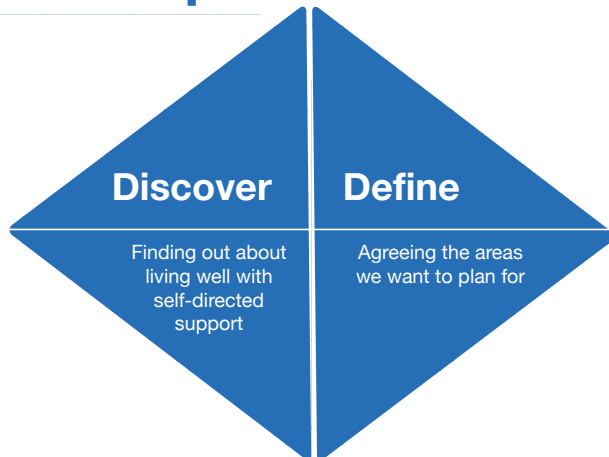 Discover
Define
Finding out about
living well with
self-directed
support
Agreeing the areas
we want to plan for